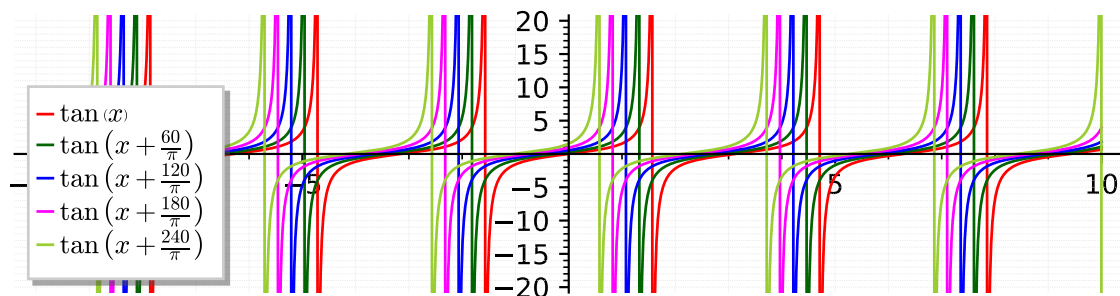 20
15
10
5
−5
−10
−15
−20
−5
5
10
tan (x)
tan (x + 60/π)
tan (x + 120/π)
tan (x + 180/π)
tan (x + 240/π)